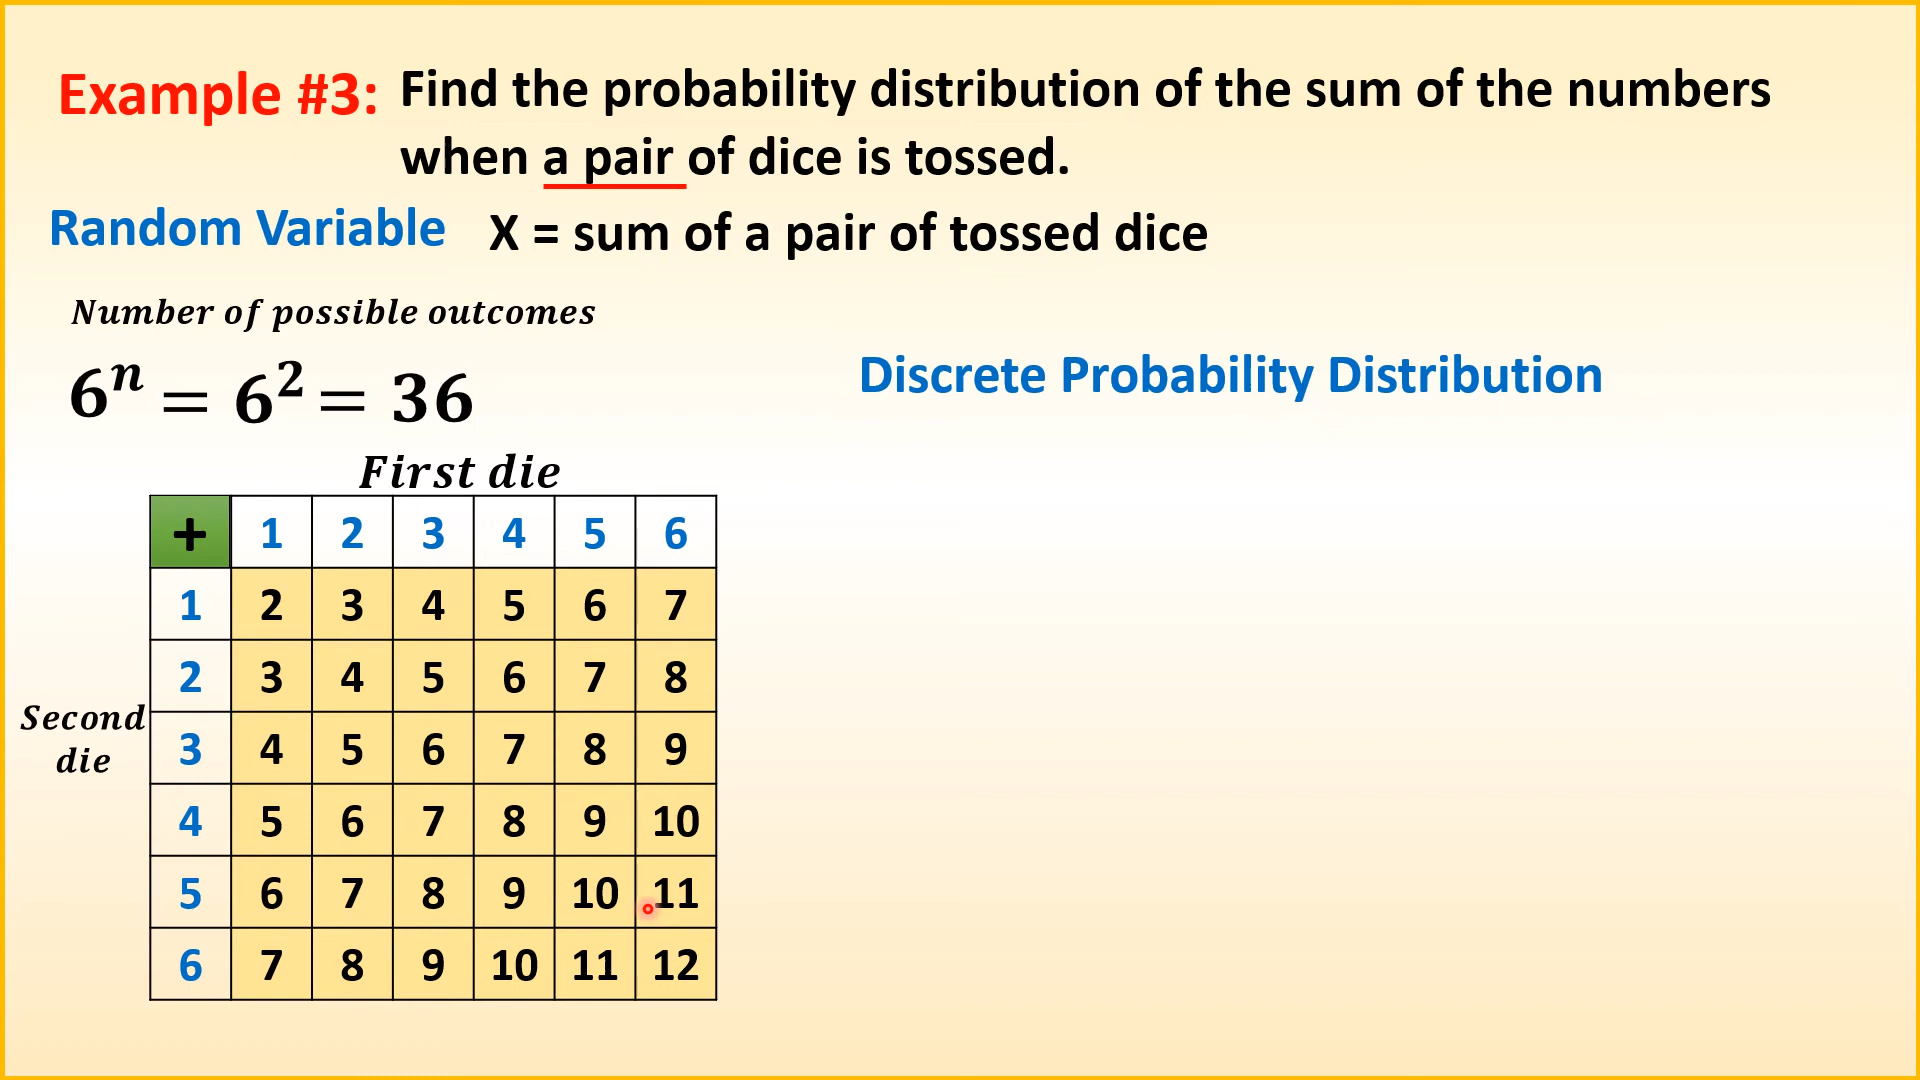 Example #3: Find the probability distribution of the sum of the numbers
when a pair of dice is tossed.
Random Variable X = sum of a pair of tossed dice
Number of possible outcomes
6ⁿ = 6² = 36
Discrete Probability Distribution
First die
+ 1 2 3 4 5 6
1 2 3 4 5 6 7
2 3 4 5 6 7 8
Second
die
3 4 5 6 7 8 9
4 5 6 7 8 9 10
5 6 7 8 9 10 11
6 7 8 9 10 11 12